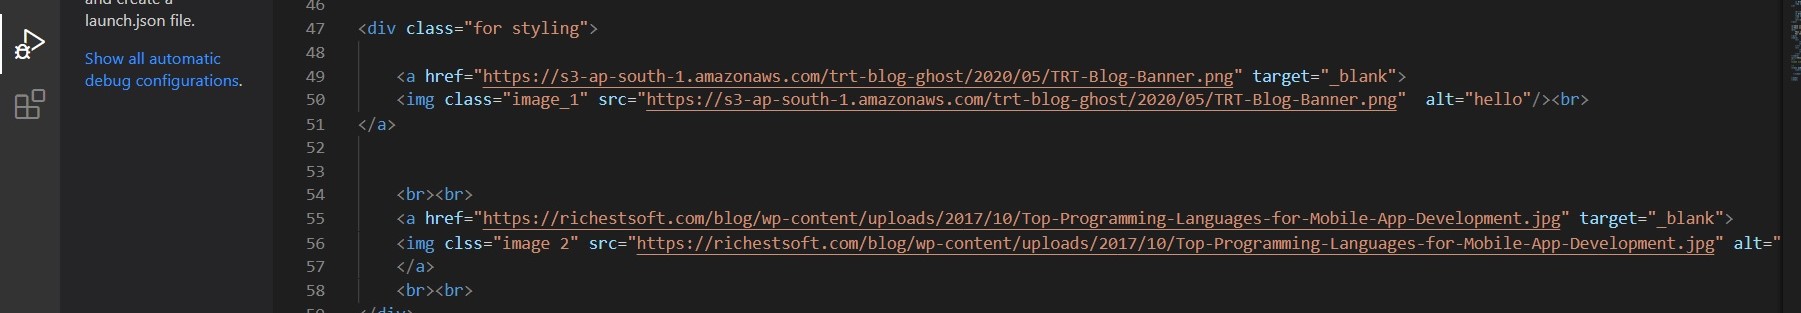 and create a
launch.json file.
Show all automatic
debug configurations.
46
47 <div class="for styling">
48
49 <a href="https://s3-ap-south-1.amazonaws.com/trt-blog-ghost/2020/05/TRT-Blog-Banner.png" target="_blank">
50 <img class="image_1" src="https://s3-ap-south-1.amazonaws.com/trt-blog-ghost/2020/05/TRT-Blog-Banner.png"  alt="hello"/><br>
51 </a>
52
53
54 <br><br>
55 <a href="https://richestsoft.com/blog/wp-content/uploads/2017/10/Top-Programming-Languages-for-Mobile-App-Development.jpg" target="_blank">
56 <img clss="image 2" src="https://richestsoft.com/blog/wp-content/uploads/2017/10/Top-Programming-Languages-for-Mobile-App-Development.jpg" alt="
57 </a>
58 <br><br>
59 </div>